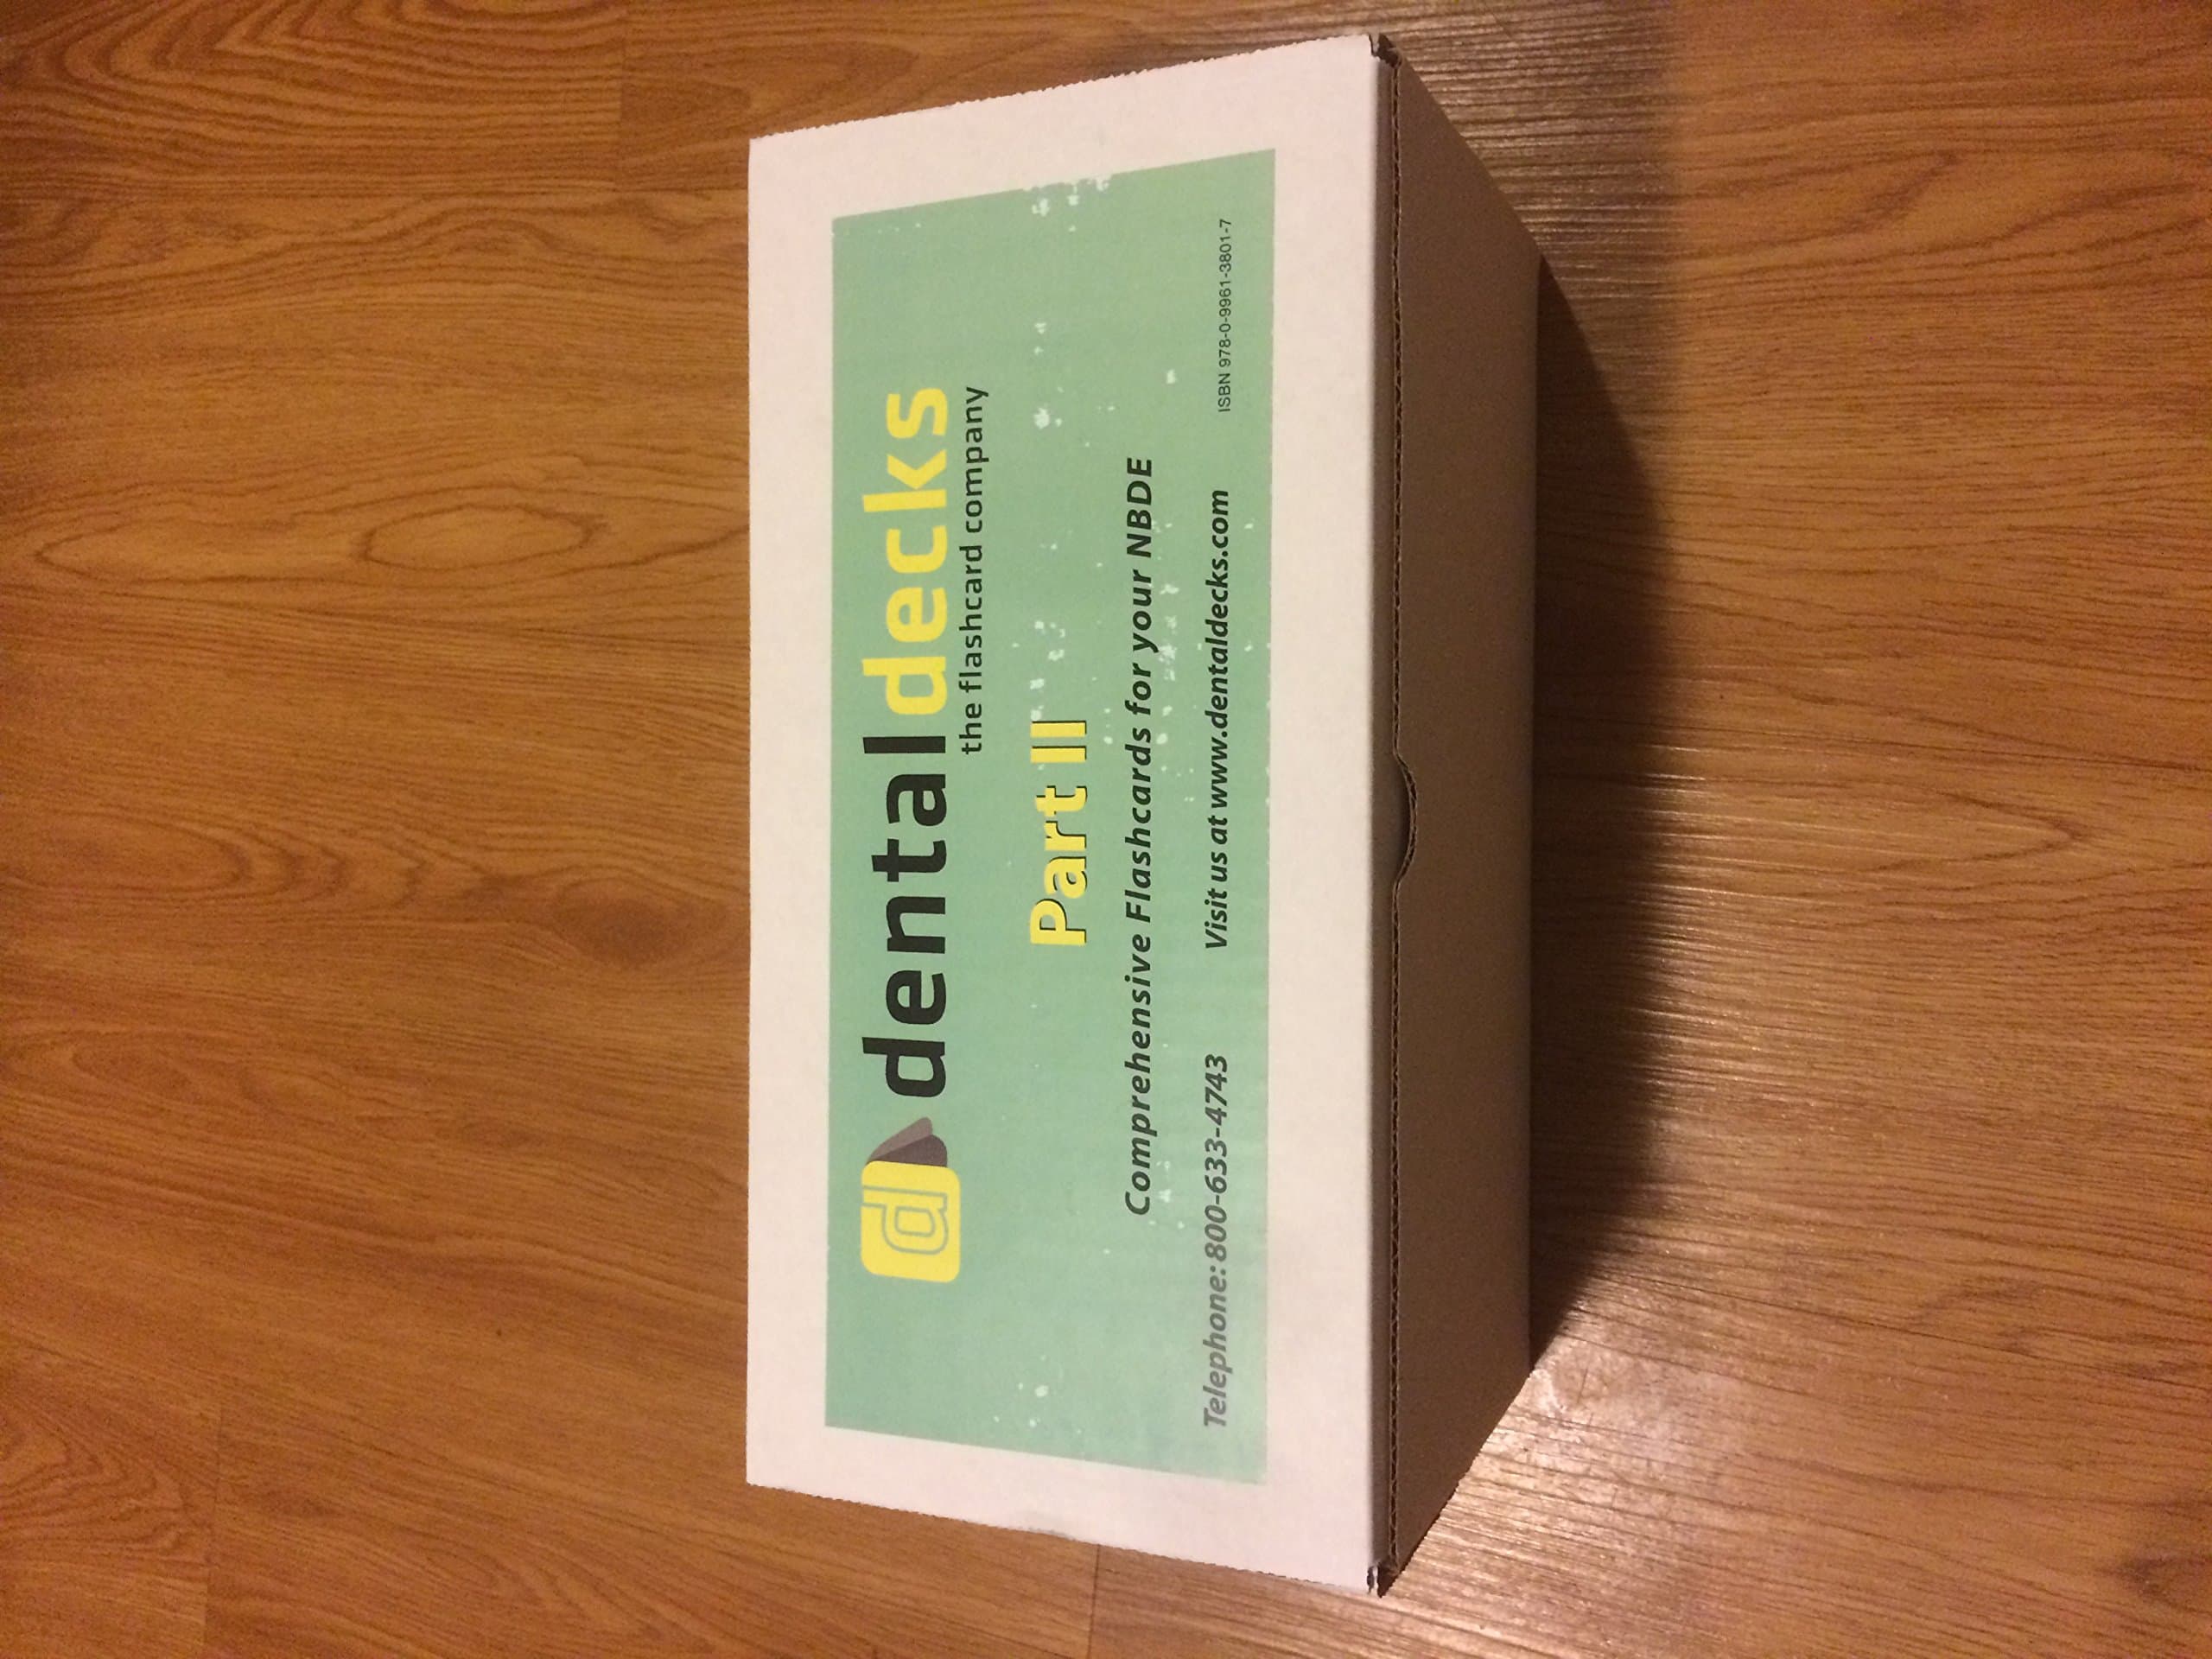 d dentaldecks
the flashcard company
Part II
Comprehensive Flashcards for your NBDE
Telephone: 800-633-4743 Visit us at www.dentaldecks.com ISBN 978-0-9961-3801-7